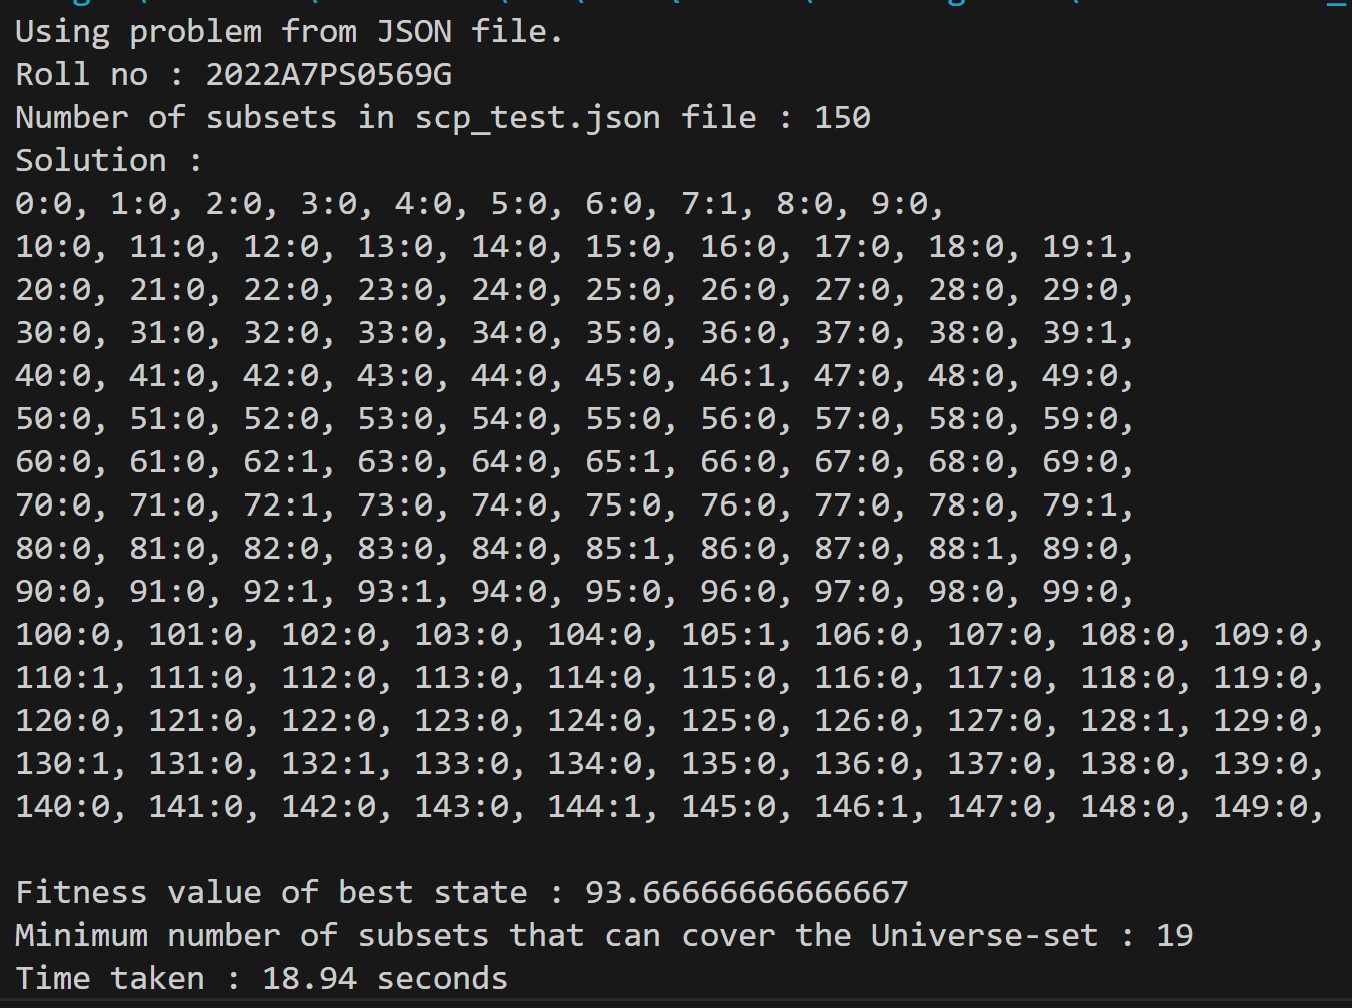 Using problem from JSON file.
Roll no : 2022A7PS0569G
Number of subsets in scp_test.json file : 150
Solution :
0:0, 1:0, 2:0, 3:0, 4:0, 5:0, 6:0, 7:1, 8:0, 9:0,
10:0, 11:0, 12:0, 13:0, 14:0, 15:0, 16:0, 17:0, 18:0, 19:1,
20:0, 21:0, 22:0, 23:0, 24:0, 25:0, 26:0, 27:0, 28:0, 29:0,
30:0, 31:0, 32:0, 33:0, 34:0, 35:0, 36:0, 37:0, 38:0, 39:1,
40:0, 41:0, 42:0, 43:0, 44:0, 45:0, 46:1, 47:0, 48:0, 49:0,
50:0, 51:0, 52:0, 53:0, 54:0, 55:0, 56:0, 57:0, 58:0, 59:0,
60:0, 61:0, 62:1, 63:0, 64:0, 65:1, 66:0, 67:0, 68:0, 69:0,
70:0, 71:0, 72:1, 73:0, 74:0, 75:0, 76:0, 77:0, 78:0, 79:1,
80:0, 81:0, 82:0, 83:0, 84:0, 85:1, 86:0, 87:0, 88:1, 89:0,
90:0, 91:0, 92:1, 93:1, 94:0, 95:0, 96:0, 97:0, 98:0, 99:0,
100:0, 101:0, 102:0, 103:0, 104:0, 105:1, 106:0, 107:0, 108:0, 109:0,
110:1, 111:0, 112:0, 113:0, 114:0, 115:0, 116:0, 117:0, 118:0, 119:0,
120:0, 121:0, 122:0, 123:0, 124:0, 125:0, 126:0, 127:0, 128:1, 129:0,
130:1, 131:0, 132:1, 133:0, 134:0, 135:0, 136:0, 137:0, 138:0, 139:0,
140:0, 141:0, 142:0, 143:0, 144:1, 145:0, 146:1, 147:0, 148:0, 149:0,
Fitness value of best state : 93.66666666666667
Minimum number of subsets that can cover the Universe-set : 19
Time taken : 18.94 seconds